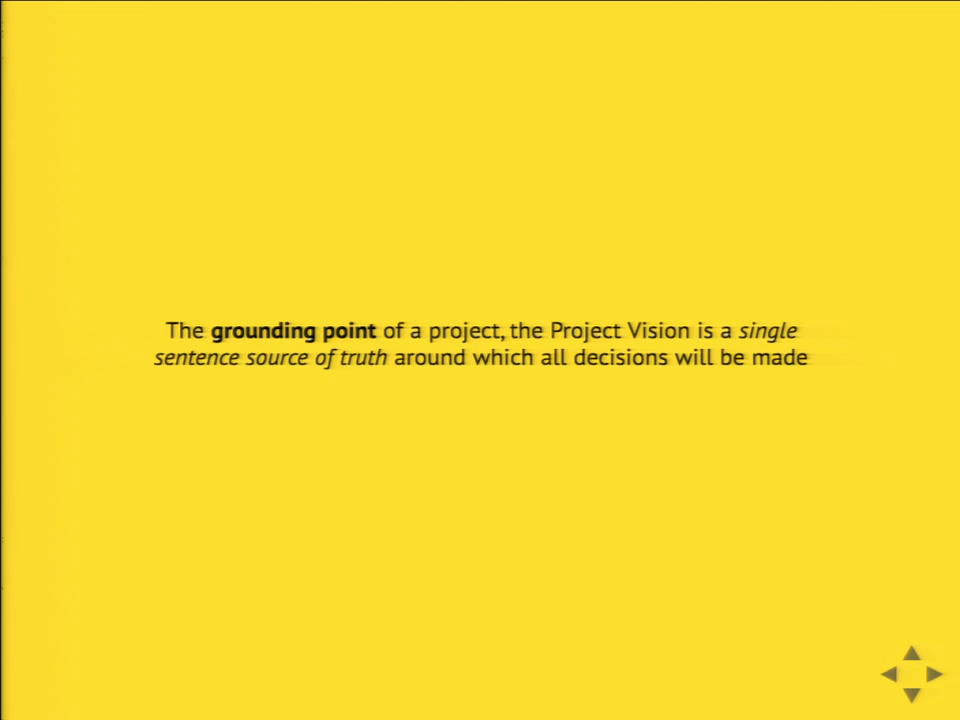 The grounding point of a project, the Project Vision is a single
sentence source of truth around which all decisions will be made